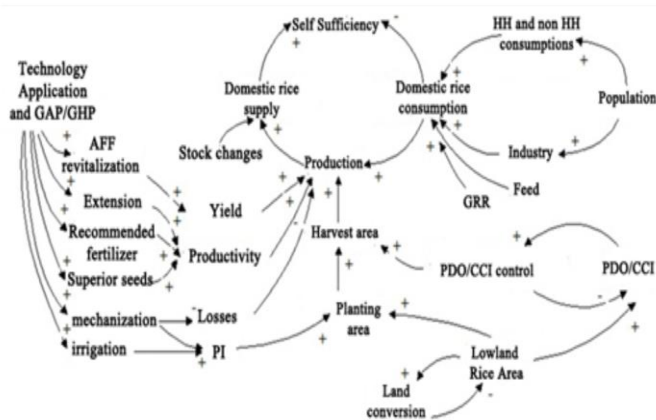 Self Sufficiency
HH and non HH
consumptions
Technology
Application
and GAP/GHP
Domestic rice
supply
Domestic rice
consumption
Population
AFF
revitalization
Stock changes
Production
Industry
Extension
Yield
GRR
Feed
Recommended
fertilizer
Productivity
Harvest area
Superior seeds
PDO/CCI control
PDO/CCI
mechanization
Losses
Planting
area
irrigation
PI
Lowland
Rice Area
Land
conversion